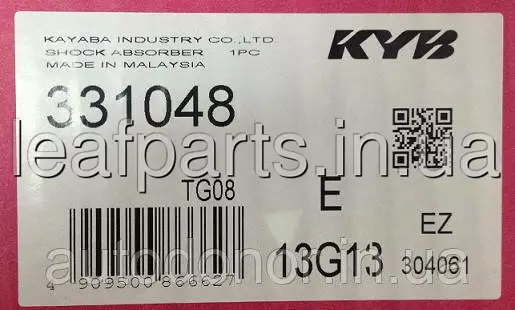 KAYABA INDUSTRY CO.,LTD.
SHOCK ABSORBER 1PC
MADE IN MALAYSIA
KYB
331048
leafparts.in.ua
TG08
E
EZ
13G13
304061
4 909500 866627
autodonor.in.ua